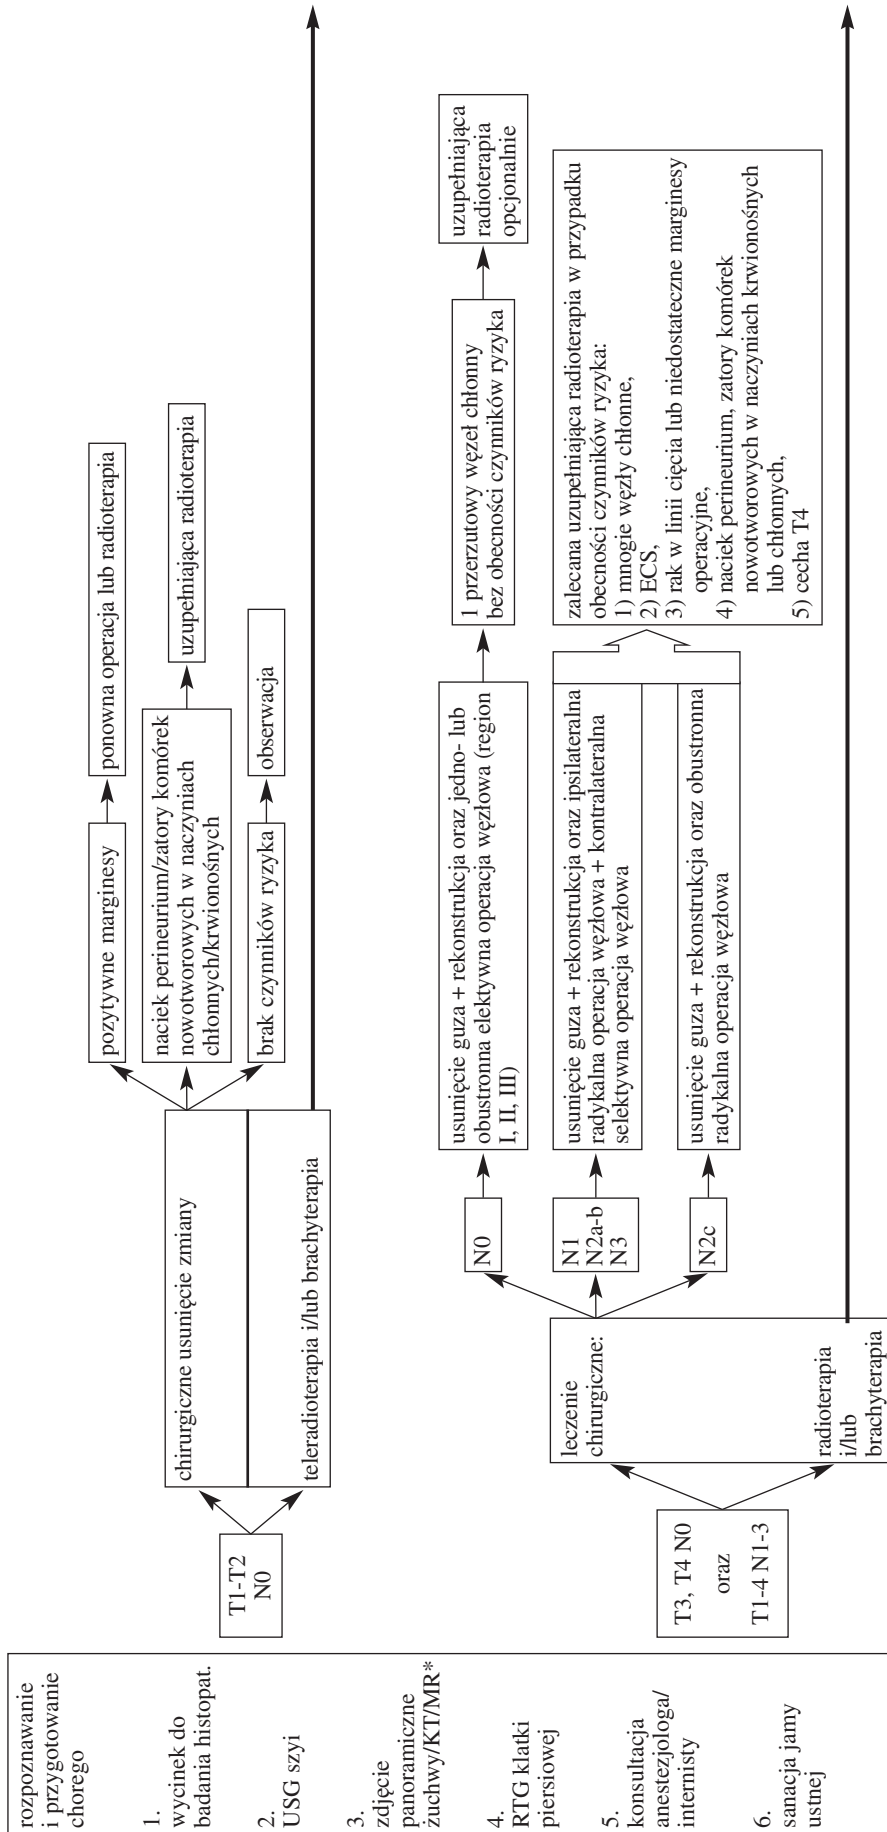 rozpoznawanie
i przygotowanie
chorego
1.
wycinek do
badania histopat.
2.
USG szyi
3.
zdjęcie
panoramiczne
żuchwy/KT/MR*
4.
RTG klatki
piersiowej
5.
konsultacja
anestezjologa/
internisty
6.
sanacja jamy
ustnej
T1-T2
N0
chirurgiczne usunięcie zmiany
teleradioterapia i/lub brachyterapia
pozytywne marginesy
ponowna operacja lub radioterapia
naciek perineurium/zatory komórek
nowotworowych w naczyniach
chłonnych/krwionośnych
uzupełniająca radioterapia
brak czynników ryzyka
obserwacja
T3, T4 N0
oraz
T1-4 N1-3
leczenie
chirurgiczne:
radioterapia
i/lub
brachyterapia
N0
usunięcie guza + rekonstrukcja oraz jedno- lub
obustronna elektywna operacja węzłowa (region
I, II, III)
1 przerzutowy węzeł chłonny
bez obecności czynników ryzyka
uzupełniająca
radioterapia
opcjonalnie
N1
N2a-b
N3
usunięcie guza + rekonstrukcja oraz ipsilateralna
radykalna operacja węzłowa + kontralateralna
selektywna operacja węzłowa
N2c
usunięcie guza + rekonstrukcja oraz obustronna
radykalna operacja węzłowa
zalecana uzupełniająca radioterapia w przypadku
obecności czynników ryzyka:
1) mnogie węzły chłonne,
2) ECS,
3) rak w linii cięcia lub niedostateczne marginesy
operacyjne,
4) naciek perineurium, zatory komórek
nowotworowych w naczyniach krwionośnych
lub chłonnych,
5) cecha T4